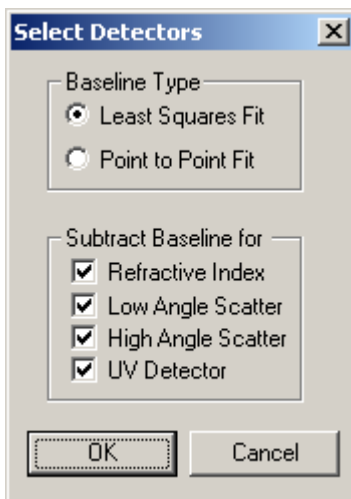 Select Detectors
Baseline Type
Least Squares Fit
Point to Point Fit
Subtract Baseline for
Refractive Index
Low Angle Scatter
High Angle Scatter
UV Detector
OK
Cancel